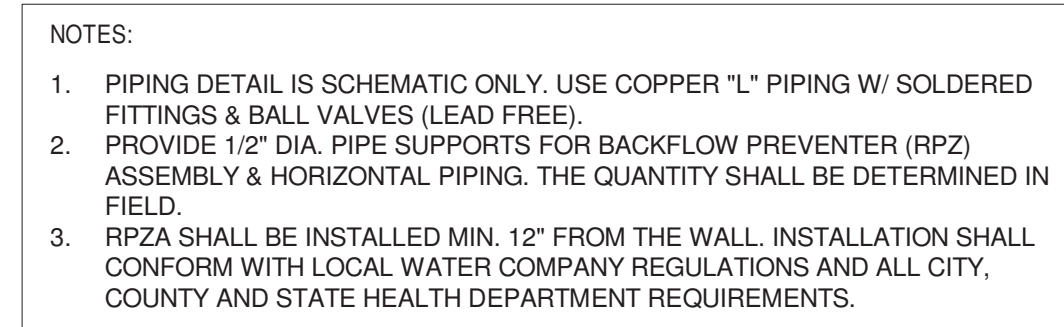 NOTES:
1. PIPING DETAIL IS SCHEMATIC ONLY. USE COPPER "L" PIPING W/ SOLDERED
FITTINGS & BALL VALVES (LEAD FREE).
2. PROVIDE 1/2" DIA. PIPE SUPPORTS FOR BACKFLOW PREVENTER (RPZ)
ASSEMBLY & HORIZONTAL PIPING. THE QUANTITY SHALL BE DETERMINED IN
FIELD.
3. RPZA SHALL BE INSTALLED MIN. 12" FROM THE WALL. INSTALLATION SHALL
CONFORM WITH LOCAL WATER COMPANY REGULATIONS AND ALL CITY,
COUNTY AND STATE HEALTH DEPARTMENT REQUIREMENTS.